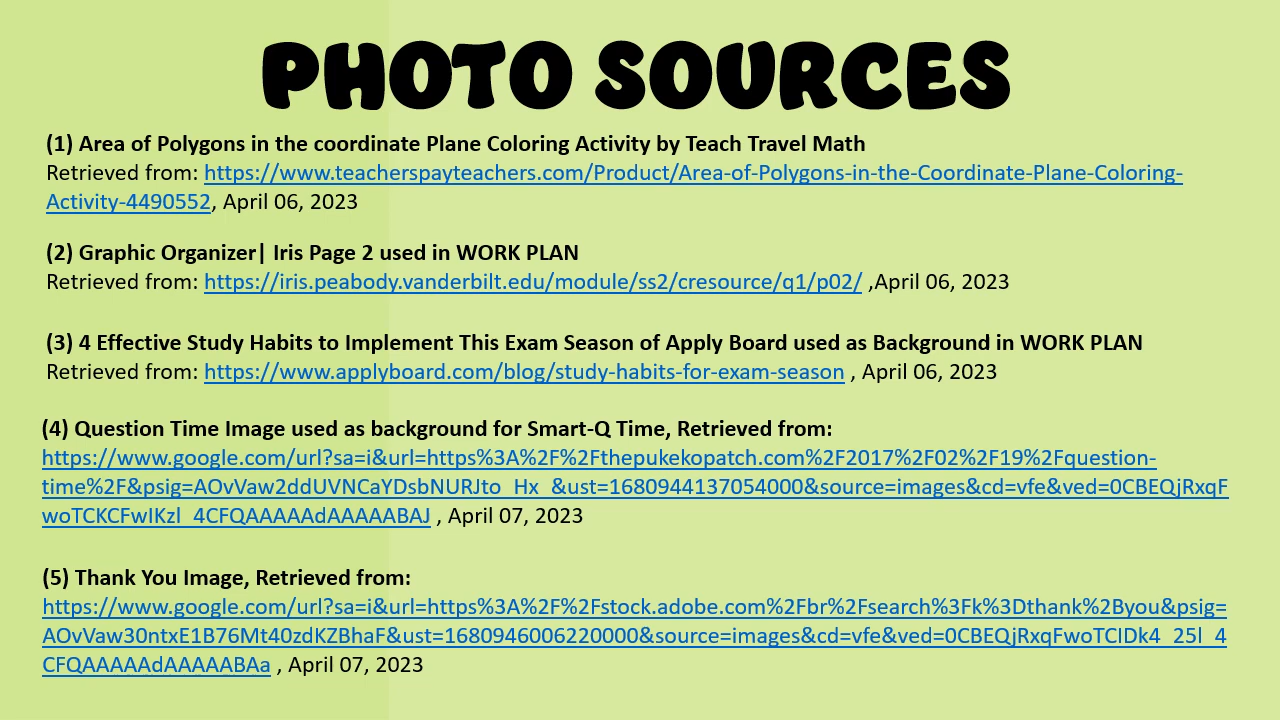 PHOTO SOURCES
(1) Area of Polygons in the coordinate Plane Coloring Activity by Teach Travel Math
Retrieved from: https://www.teacherspayteachers.com/Product/Area-of-Polygons-in-the-Coordinate-Plane-Coloring-
Activity-4490552, April 06, 2023
(2) Graphic Organizer| Iris Page 2 used in WORK PLAN
Retrieved from: https://iris.peabody.vanderbilt.edu/module/ss2/cresource/q1/p02/ ,April 06, 2023
(3) 4 Effective Study Habits to Implement This Exam Season of Apply Board used as Background in WORK PLAN
Retrieved from: https://www.applyboard.com/blog/study-habits-for-exam-season , April 06, 2023
(4) Question Time Image used as background for Smart-Q Time, Retrieved from:
https://www.google.com/url?sa=i&url=https%3A%2F%2Fthepukekopatch.com%2F2017%2F02%2F19%2Fquestion-
time%2F&psig=AOvVaw2ddUVNCaYDsbNURJto_Hx_&ust=1680944137054000&source=images&cd=vfe&ved=0CBEQjRxqF
woTCKCFwIKzl_4CFQAAAAAdAAAAABAJ , April 07, 2023
(5) Thank You Image, Retrieved from:
https://www.google.com/url?sa=i&url=https%3A%2F%2Fstock.adobe.com%2Fbr%2Fsearch%3Fk%3Dthank%2Byou&psig=
AOvVaw30ntxE1B76Mt40zdKZBhaF&ust=1680946006220000&source=images&cd=vfe&ved=0CBEQjRxqFwoTCIDk4_25l_4
CFQAAAAAdAAAAABAa , April 07, 2023